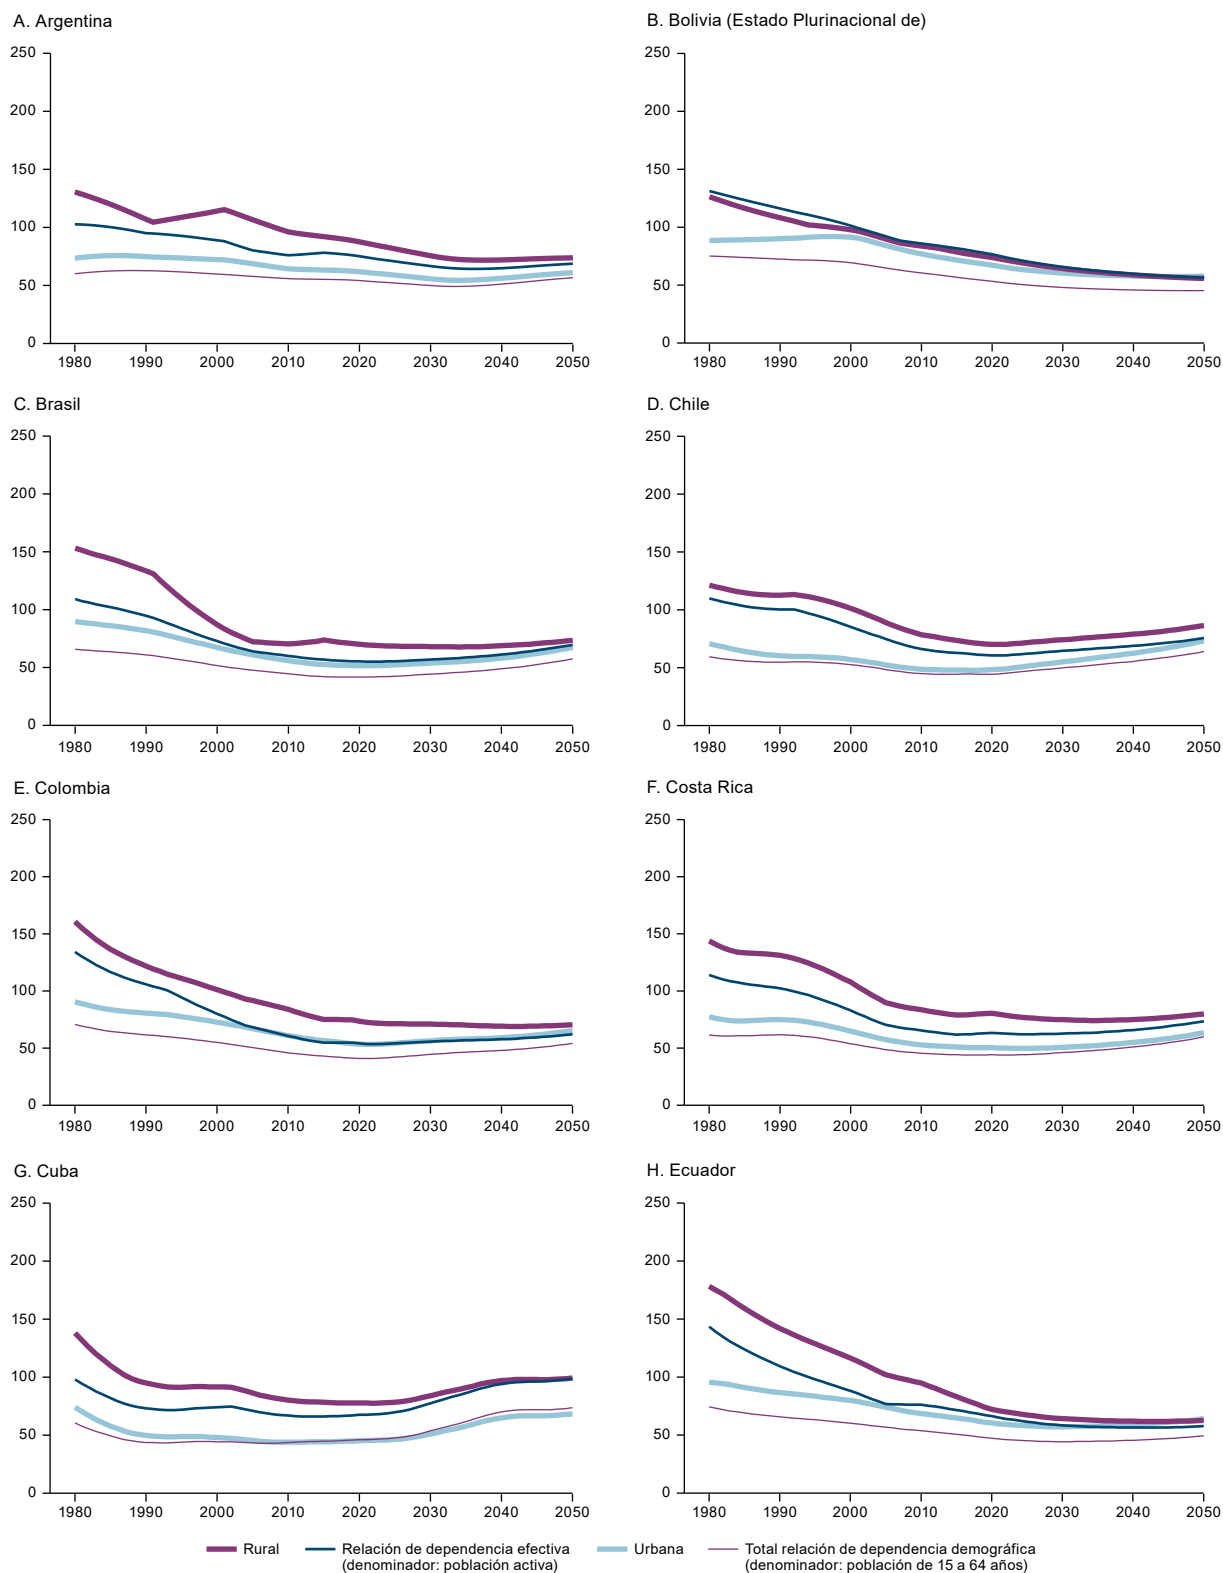 A. Argentina
250
200
150
100
50
0
1980 1990 2000 2010 2020 2030 2040 2050
B. Bolivia (Estado Plurinacional de)
250
200
150
100
50
0
1980 1990 2000 2010 2020 2030 2040 2050
C. Brasil
250
200
150
100
50
0
1980 1990 2000 2010 2020 2030 2040 2050
D. Chile
250
200
150
100
50
0
1980 1990 2000 2010 2020 2030 2040 2050
E. Colombia
250
200
150
100
50
0
1980 1990 2000 2010 2020 2030 2040 2050
F. Costa Rica
250
200
150
100
50
0
1980 1990 2000 2010 2020 2030 2040 2050
G. Cuba
250
200
150
100
50
0
1980 1990 2000 2010 2020 2030 2040 2050
H. Ecuador
250
200
150
100
50
0
1980 1990 2000 2010 2020 2030 2040 2050
Rural
Relación de dependencia efectiva
(denominador: población activa)
Urbana
Total relación de dependencia demográfica
(denominador: población de 15 a 64 años)